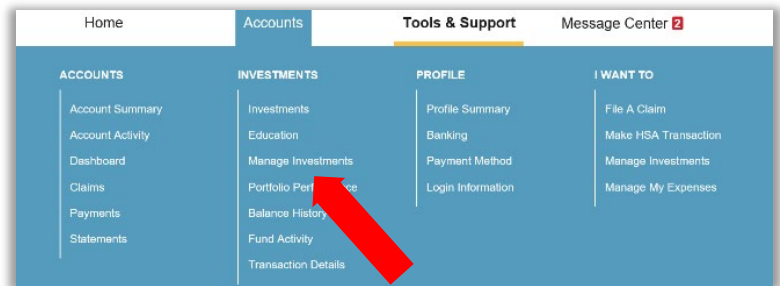 Home Accounts Tools & Support Message Center 2
ACCOUNTS
Account Summary
Account Activity
Dashboard
Claims
Payments
Statements
INVESTMENTS
Investments
Education
Manage Investments
Portfolio
Balance History
Fund Activity
Transaction Details
PROFILE
Profile Summary
Banking
Payment Method
Login Information
I WANT TO
File A Claim
Make HSA Transaction
Manage Investments
Manage My Expenses